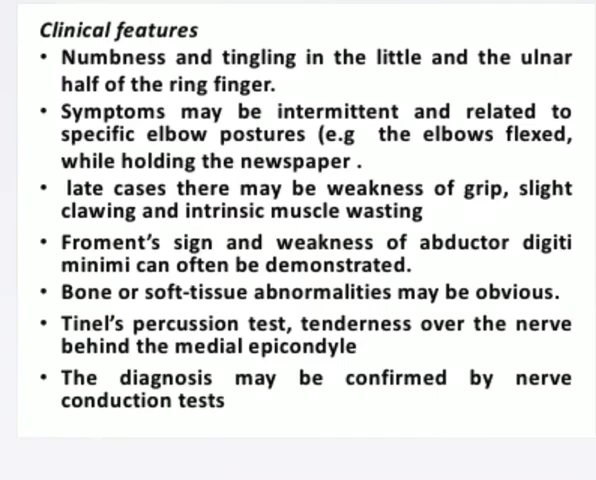 Clinical features
• Numbness and tingling in the little and the ulnar
half of the ring finger.
• Symptoms may be intermittent and related to
specific elbow postures (e.g the elbows flexed,
while holding the newspaper .
• late cases there may be weakness of grip, slight
clawing and intrinsic muscle wasting
• Froment’s sign and weakness of abductor digiti
minimi can often be demonstrated.
• Bone or soft-tissue abnormalities may be obvious.
• Tinel’s percussion test, tenderness over the nerve
behind the medial epicondyle
• The diagnosis may be confirmed by nerve
conduction tests